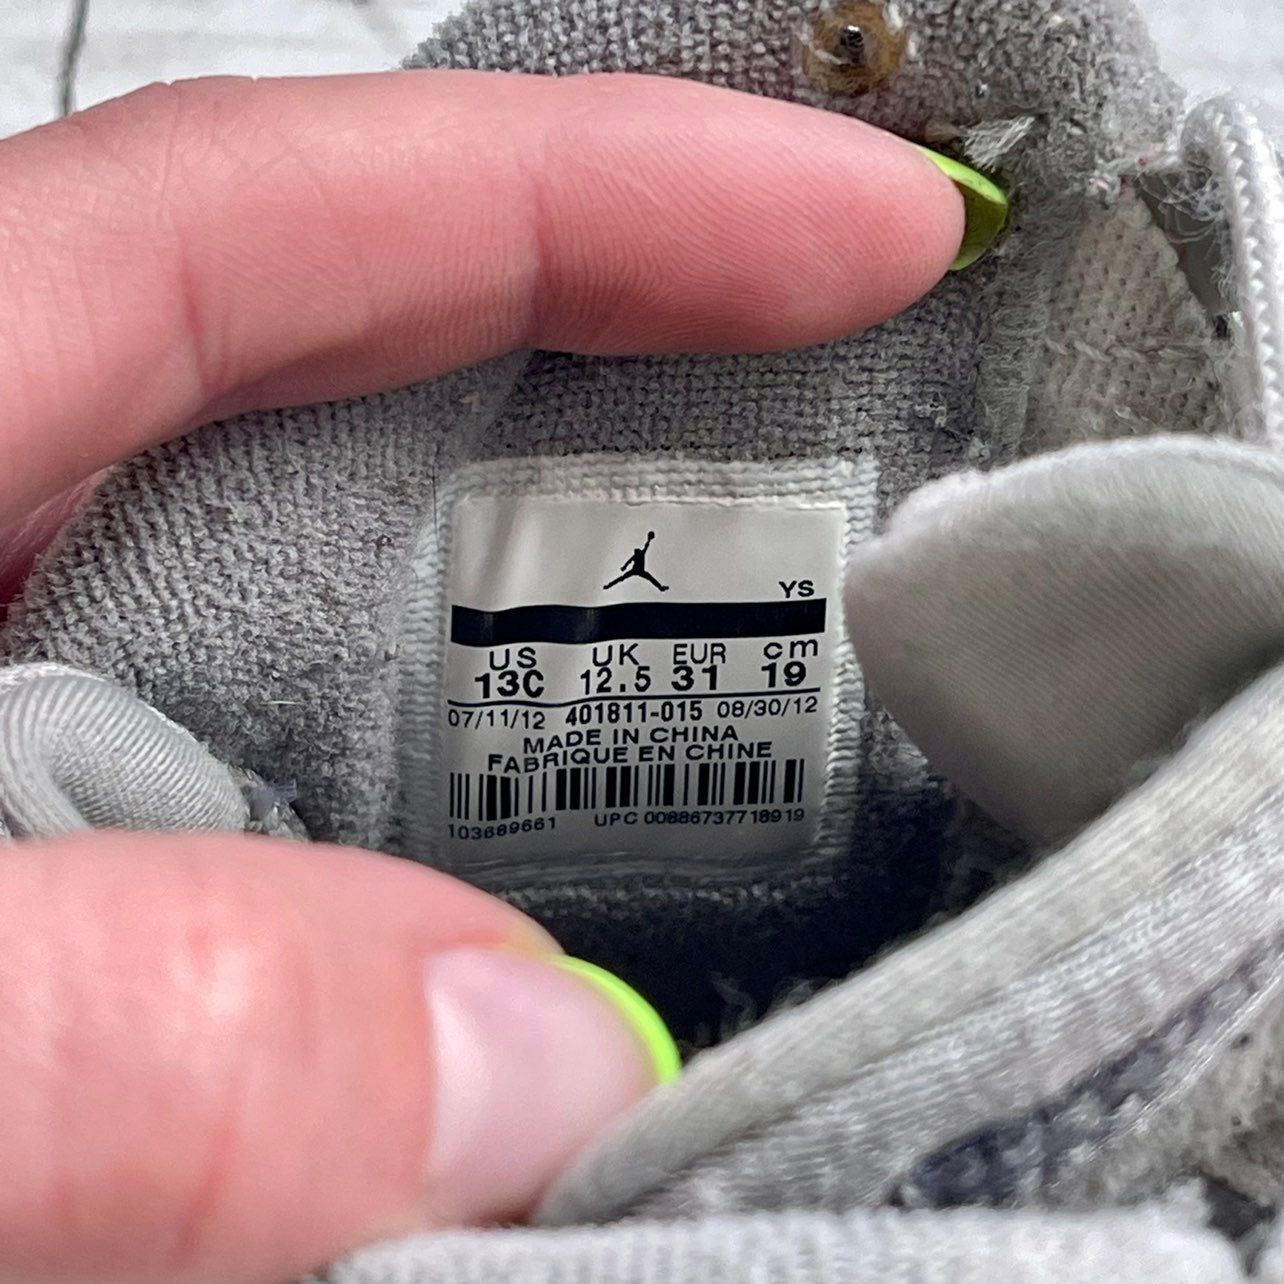 YS
US UK EUR cm
13C 12.5 31 19
07/11/12 401811-015 08/30/12
MADE IN CHINA
FABRIQUE EN CHINE
103689661 UPC 00886737718919